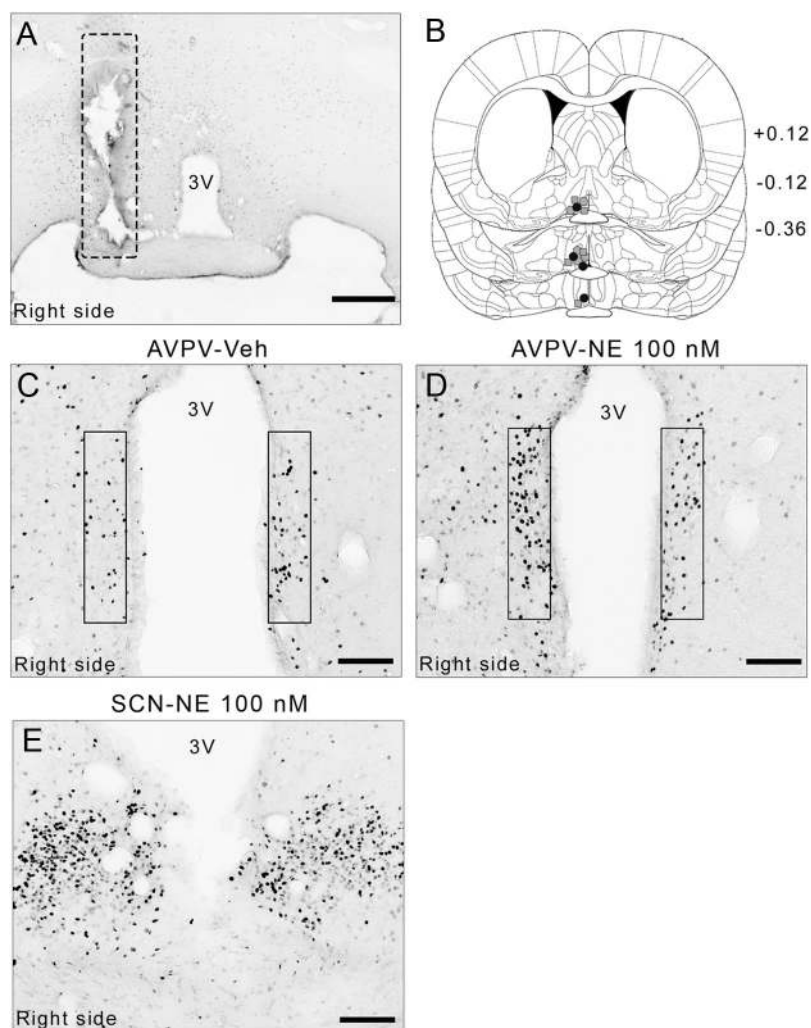 A
3V
Right side
B
+0.12
-0.12
-0.36
AVPV-Veh
C
3V
Right side
AVPV-NE 100 nM
D
3V
Right side
SCN-NE 100 nM
E
3V
Right side